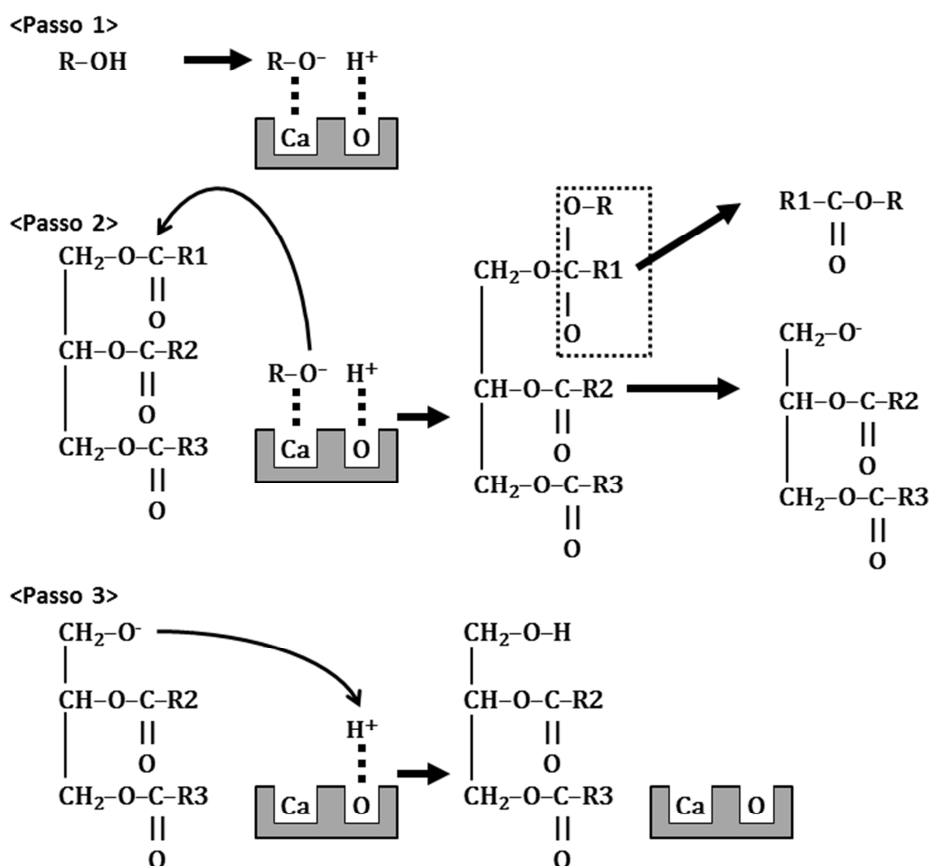 <Passo 1>
R–OH
R–O⁻ H⁺
Ca O
<Passo 2>
CH₂–O–C–R1
O
CH–O–C–R2
O
CH₂–O–C–R3
O
R–O⁻ H⁺
Ca O
O–R
CH₂–O–C–R1
O
CH–O–C–R2
O
CH₂–O–C–R3
O
R1–C–O–R
O
CH₂–O⁻
CH–O–C–R2
O
CH₂–O–C–R3
O
<Passo 3>
CH₂–O⁻
CH–O–C–R2
O
CH₂–O–C–R3
O
H⁺
Ca O
CH₂–O–H
CH–O–C–R2
O
CH₂–O–C–R3
O
Ca O